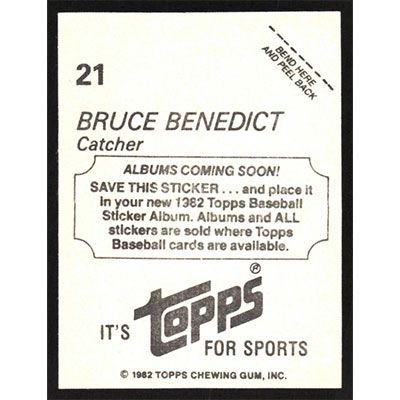 21
BEND HERE
AND PEEL BACK
BRUCE BENEDICT
Catcher
ALBUMS COMING SOON!
SAVE THIS STICKER . . . and place it
in your new 1982 Topps Baseball
Sticker Album. Albums and ALL
stickers are sold where Topps
Baseball cards are available.
IT'S topps®
FOR SPORTS
© 1982 TOPPS CHEWING GUM, INC.